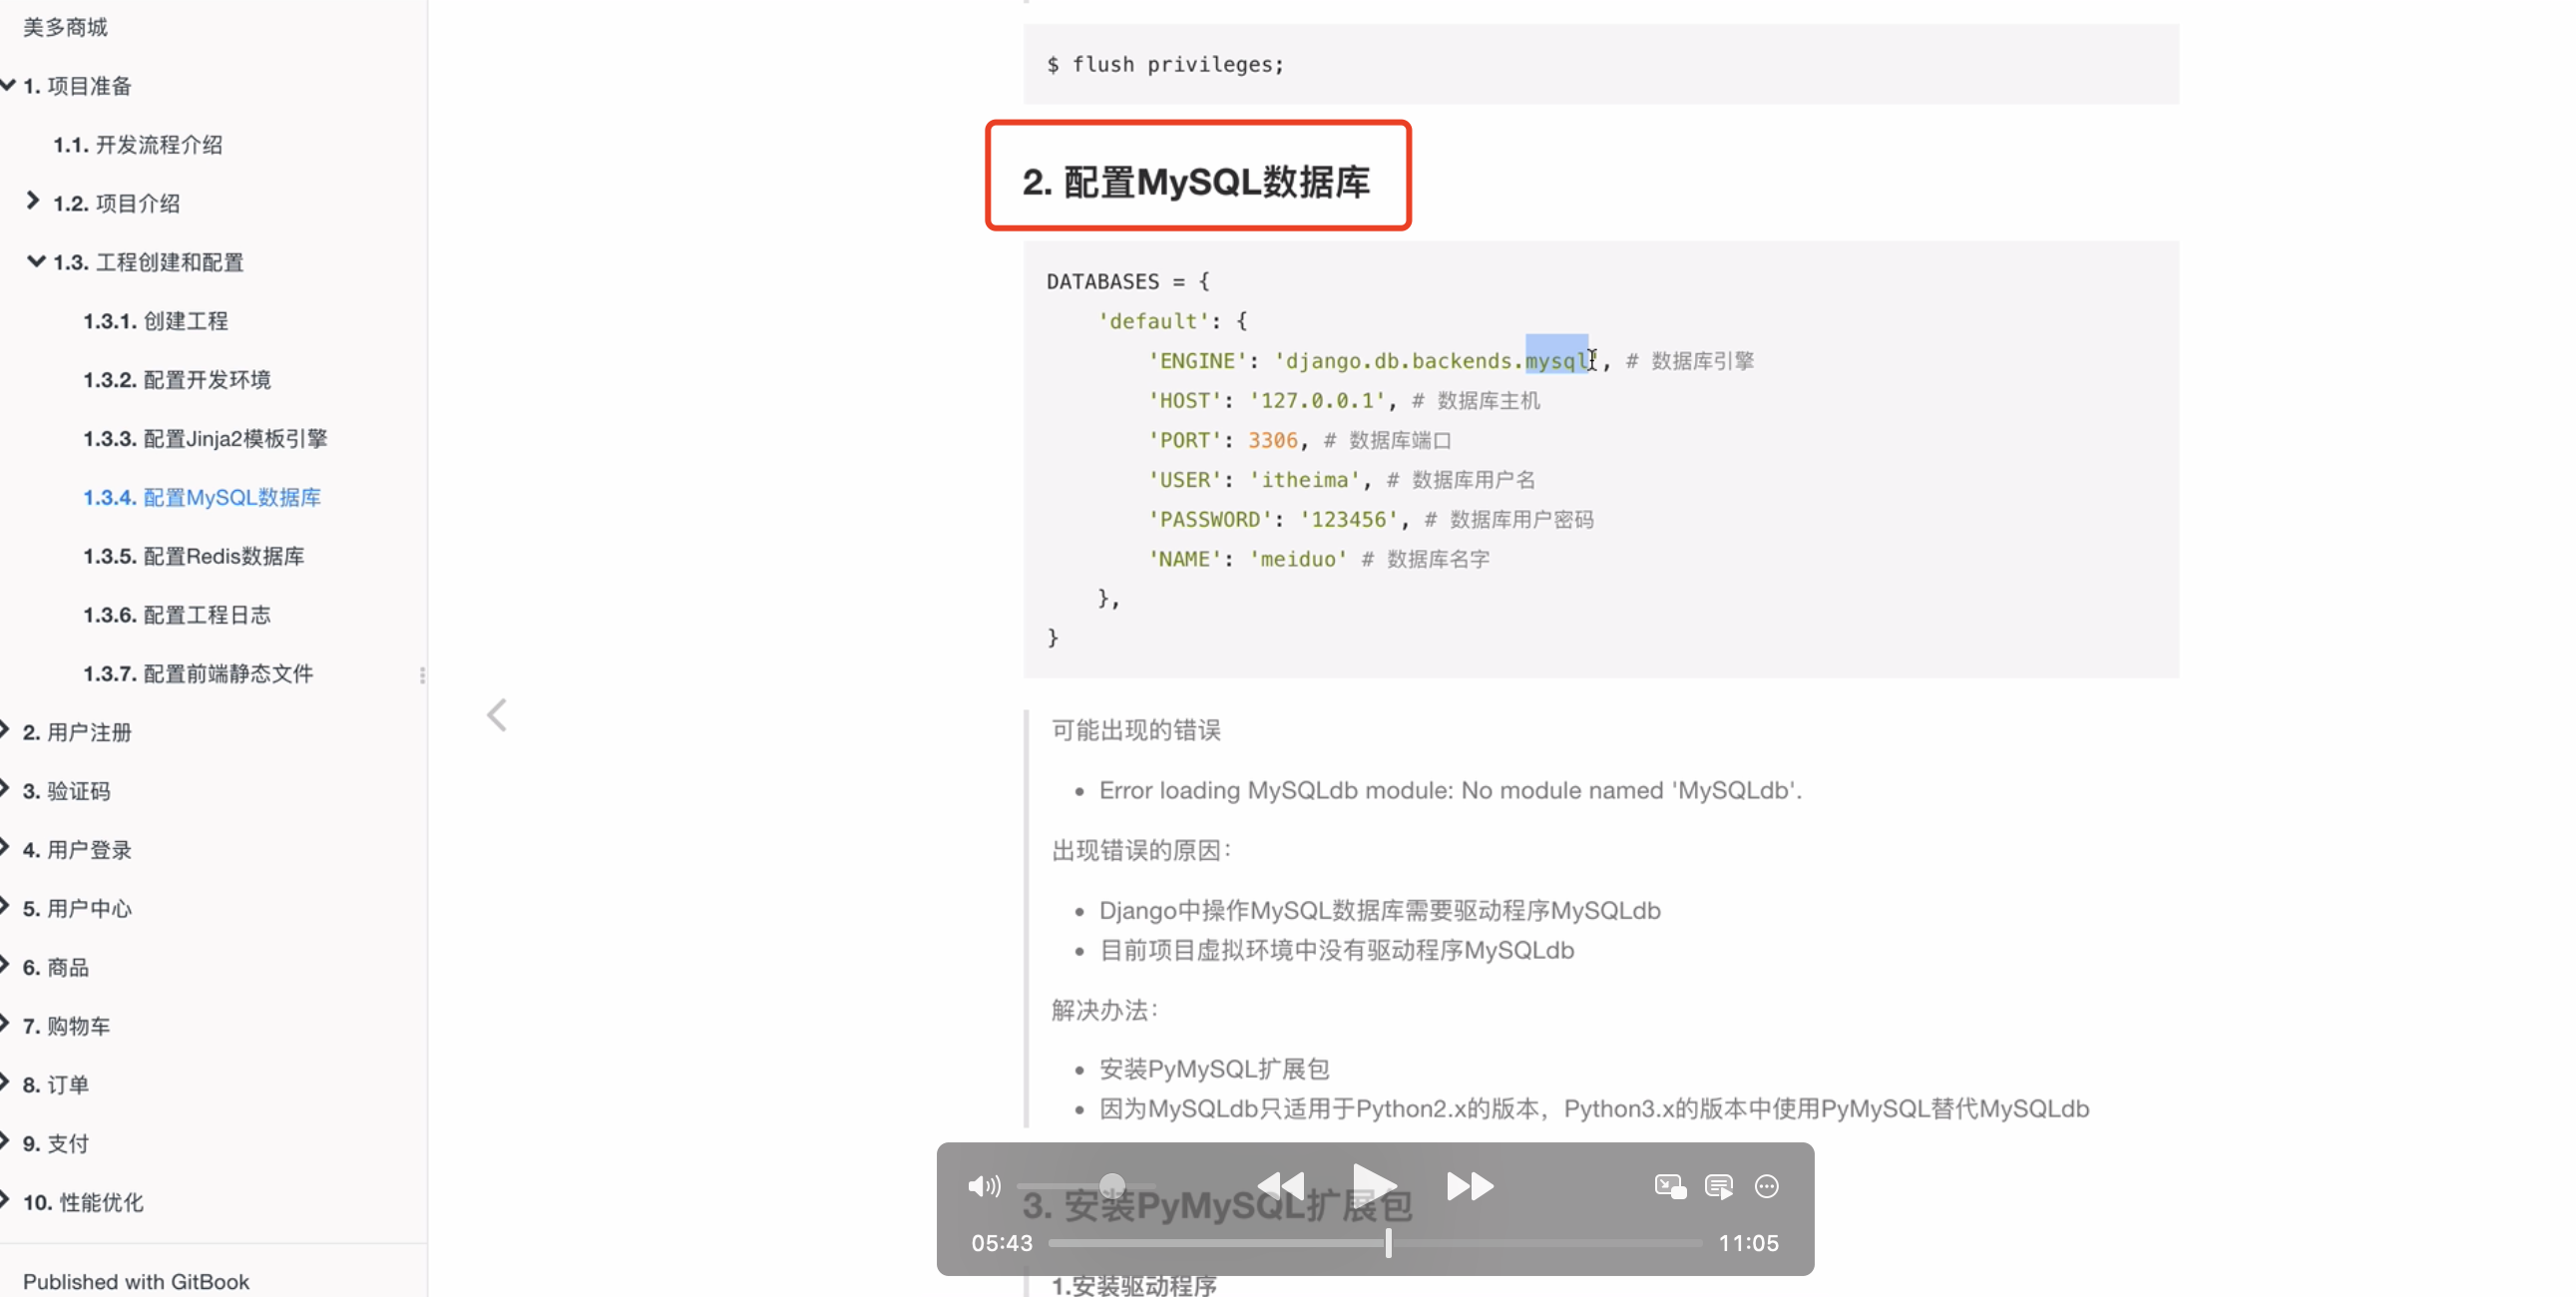 美多商城
1. 项目准备
1.1. 开发流程介绍
1.2. 项目介绍
1.3. 工程创建和配置
1.3.1. 创建工程
1.3.2. 配置开发环境
1.3.3. 配置Jinja2模板引擎
1.3.4. 配置MySQL数据库
1.3.5. 配置Redis数据库
1.3.6. 配置工程日志
1.3.7. 配置前端静态文件
2. 用户注册
3. 验证码
4. 用户登录
5. 用户中心
6. 商品
7. 购物车
8. 订单
9. 支付
10. 性能优化
Published with GitBook
$ flush privileges;
2. 配置MySQL数据库
DATABASES = {
'default': {
'ENGINE': 'django.db.backends.mysql', # 数据库引擎
'HOST': '127.0.0.1', # 数据库主机
'PORT': 3306, # 数据库端口
'USER': 'itheima', # 数据库用户名
'PASSWORD': '123456', # 数据库用户密码
'NAME': 'meiduo' # 数据库名字
},
}
可能出现的错误
• Error loading MySQLdb module: No module named 'MySQLdb'.
出现错误的原因：
• Django中操作MySQL数据库需要驱动程序MySQLdb
• 目前项目虚拟环境中没有驱动程序MySQLdb
解决办法：
• 安装PyMySQL扩展包
• 因为MySQLdb只适用于Python2.x的版本，Python3.x的版本中使用PyMySQL替代MySQLdb
3. 安装PyMySQL扩展包
05:43
11:05
1.安装驱动程序